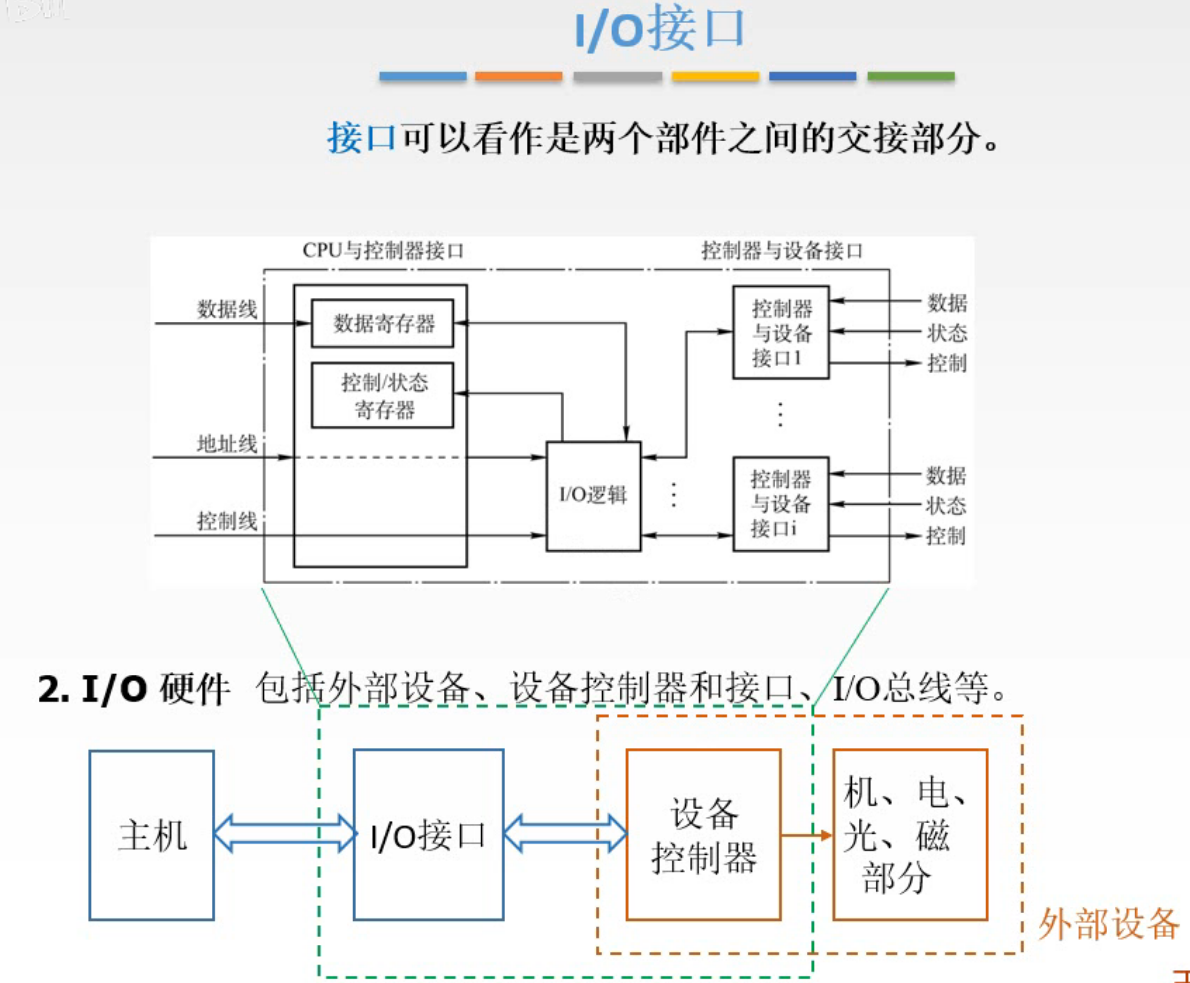 I/O接口
接口可以看作是两个部件之间的交接部分。
CPU与控制器接口
控制器与设备接口
数据线
数据寄存器
控制/状态
寄存器
地址线
控制线
I/O逻辑
⋮
控制器
与设备
接口1
数据
状态
控制
⋮
控制器
与设备
接口i
数据
状态
控制
2. I/O 硬件 包括外部设备、设备控制器和接口、I/O总线等。
主机
I/O接口
设备
控制器
机、电、
光、磁
部分
外部设备